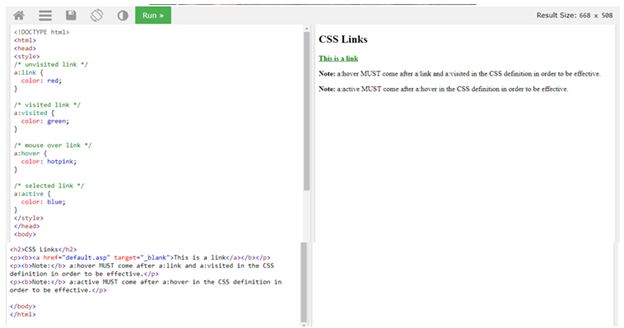 Run »
Result Size: 668 x 508
<!DOCTYPE html>
<html>
<head>
<style>
/* unvisited link */
a:link {
  color: red;
}

/* visited link */
a:visited {
  color: green;
}

/* mouse over link */
a:hover {
  color: hotpink;
}

/* selected link */
a:active {
  color: blue;
}
</style>
</head>
<body>
<h2>CSS Links</h2>
<p><b><a href="default.asp" target="_blank">This is a link</a></b></p>
<p><b>Note:</b> a:hover MUST come after a:link and a:visited in the CSS
definition in order to be effective.</p>
<p><b>Note:</b> a:active MUST come after a:hover in the CSS definition in
order to be effective.</p>

</body>
</html>
CSS Links
This is a link
Note: a:hover MUST come after a:link and a:visited in the CSS definition in order to be effective.
Note: a:active MUST come after a:hover in the CSS definition in order to be effective.